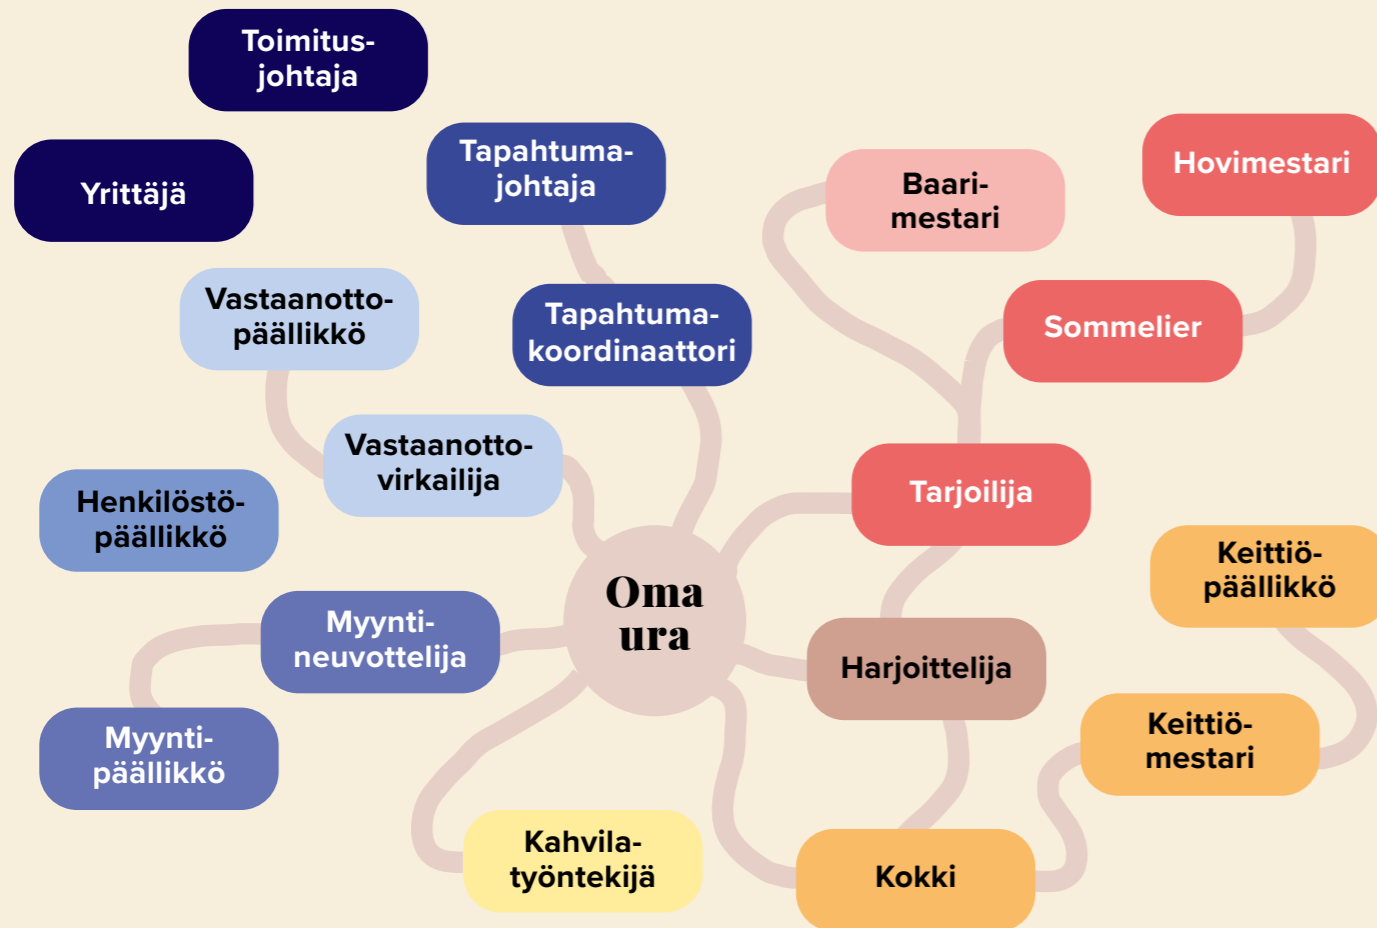 Toimitus-
johtaja
Yrittäjä
Tapahtuma-
johtaja
Baari-
mestari
Hovimestari
Vastaanotto-
päällikkö
Tapahtuma-
koordinaattori
Sommelier
Vastaanotto-
virkailija
Tarjoilija
Henkilöstö-
päällikkö
Keittiö-
päällikkö
Oma
ura
Myynti-
neuvottelija
Harjoittelija
Myynti-
päällikkö
Keittiö-
mestari
Kahvila-
työntekijä
Kokki